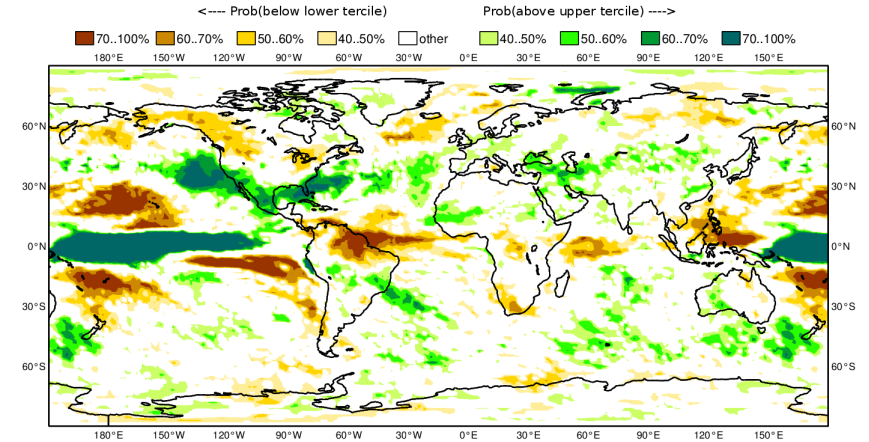 <---- Prob(below lower tercile) Prob(above upper tercile) ---->
70..100% 60..70% 50..60% 40..50% other 40..50% 50..60% 60..70% 70..100%
180°E 150°W 120°W 90°W 60°W 30°W 0°E 30°E 60°E 90°E 120°E 150°E
60°N 60°N
30°N 30°N
0°N 0°N
30°S 30°S
60°S 60°S
180°E 150°W 120°W 90°W 60°W 30°W 0°E 30°E 60°E 90°E 120°E 150°E